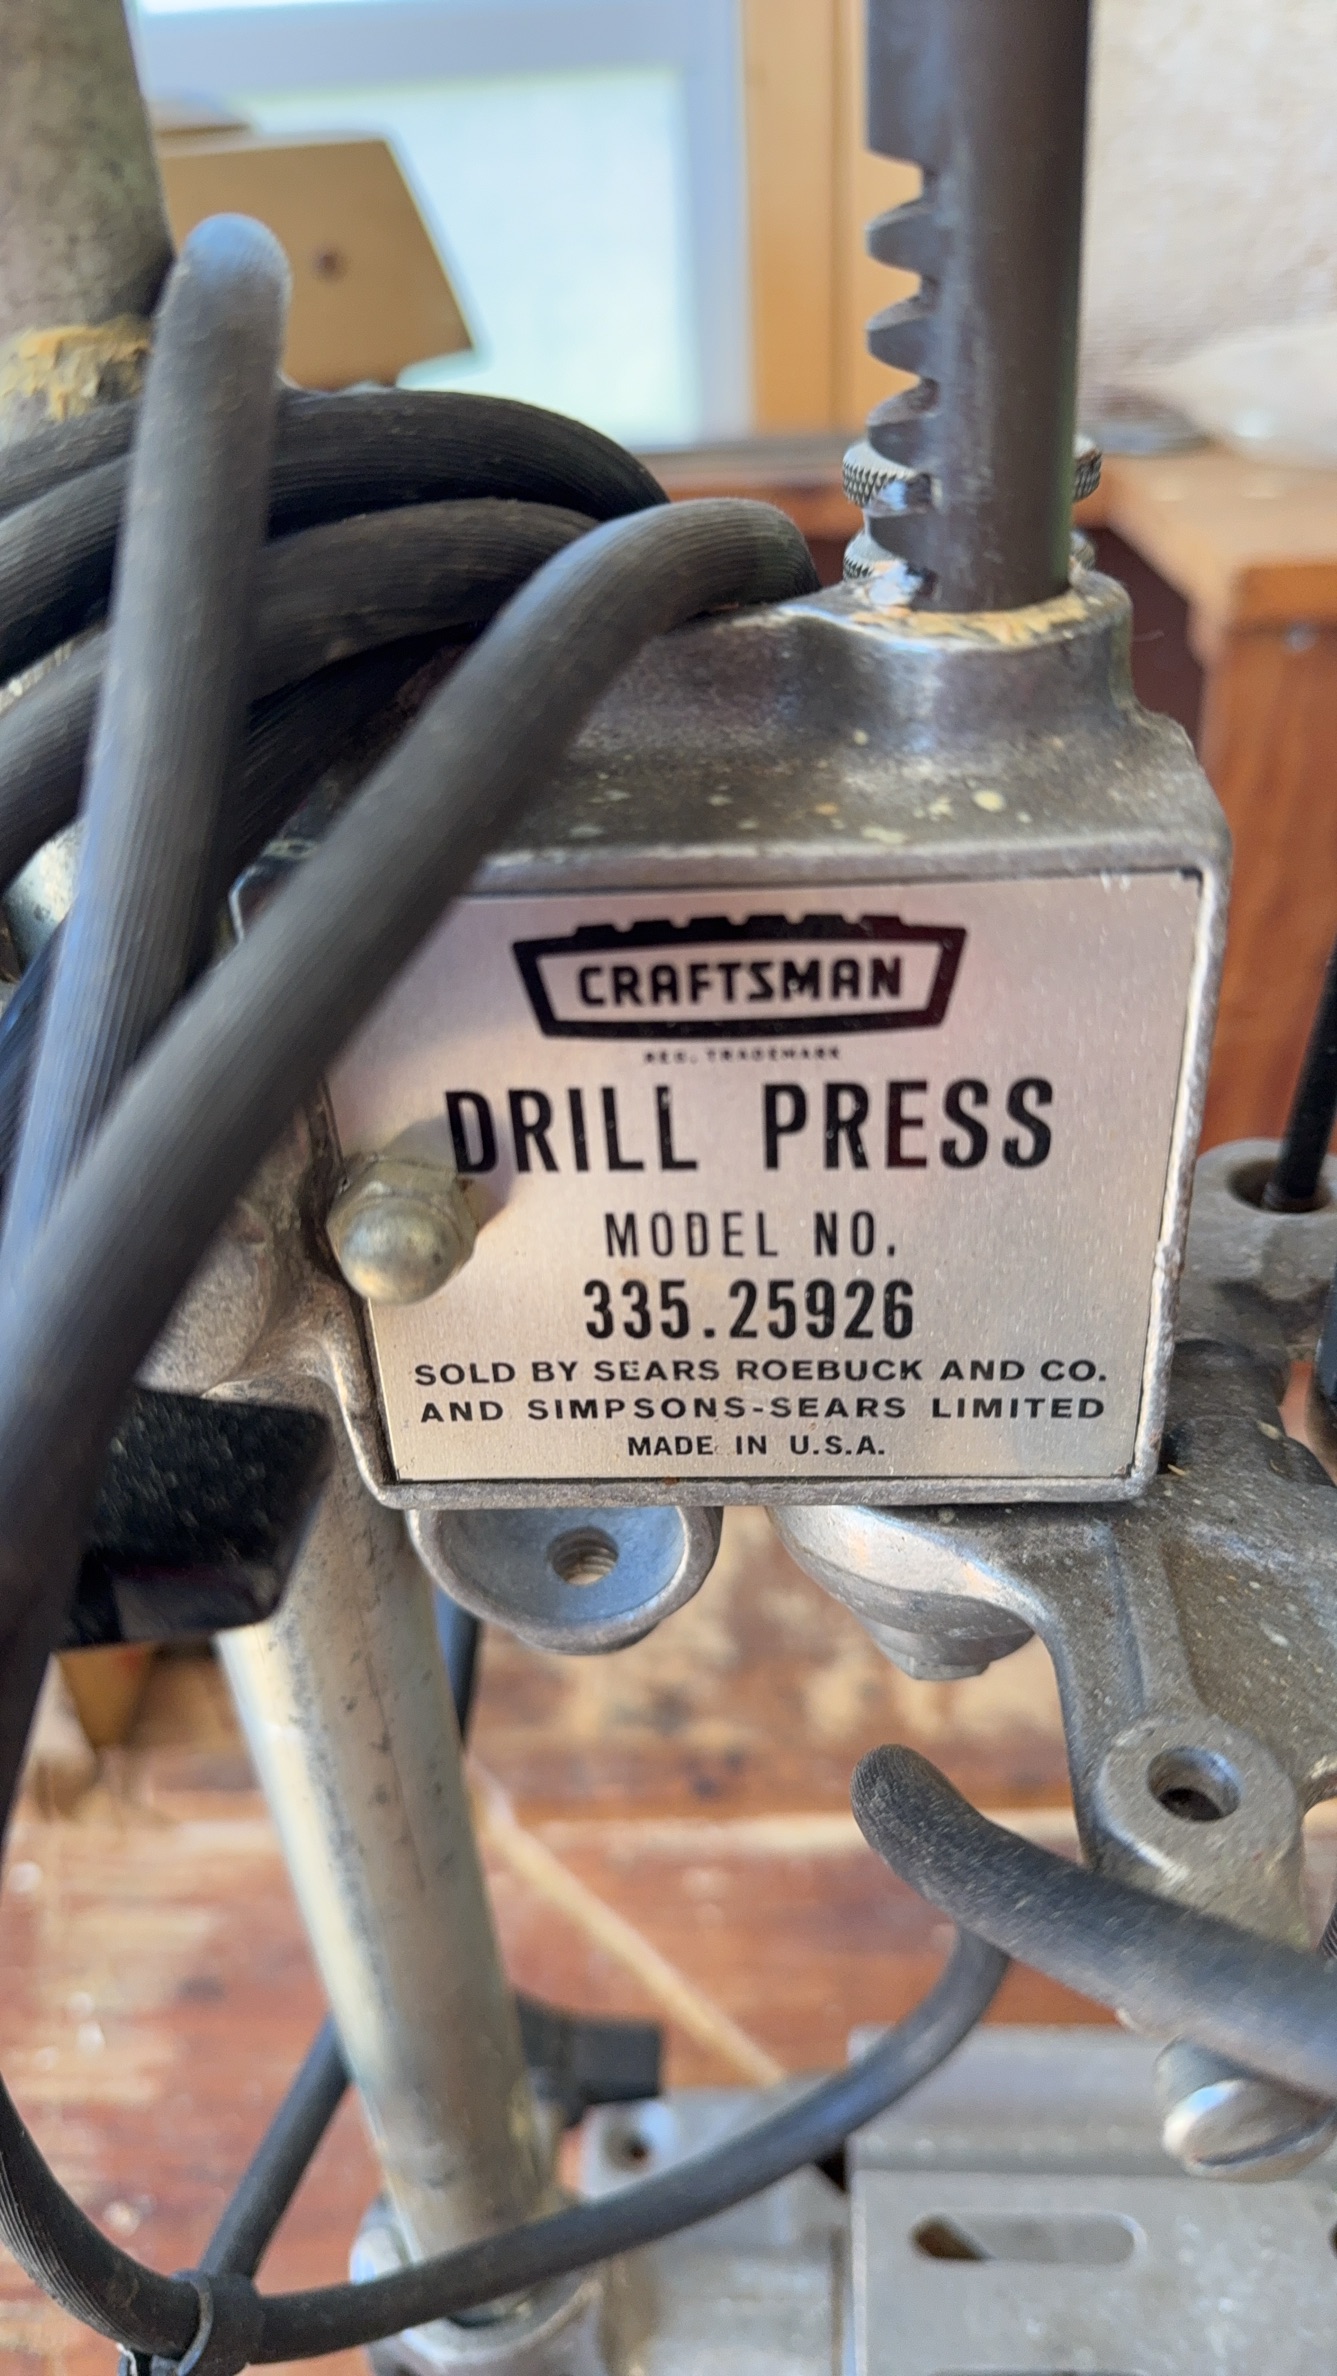 CRAFTSMAN
REG. TRADEMARK
DRILL PRESS
MODEL NO.
335.25926
SOLD BY SEARS ROEBUCK AND CO.
AND SIMPSONS-SEARS LIMITED
MADE IN U.S.A.